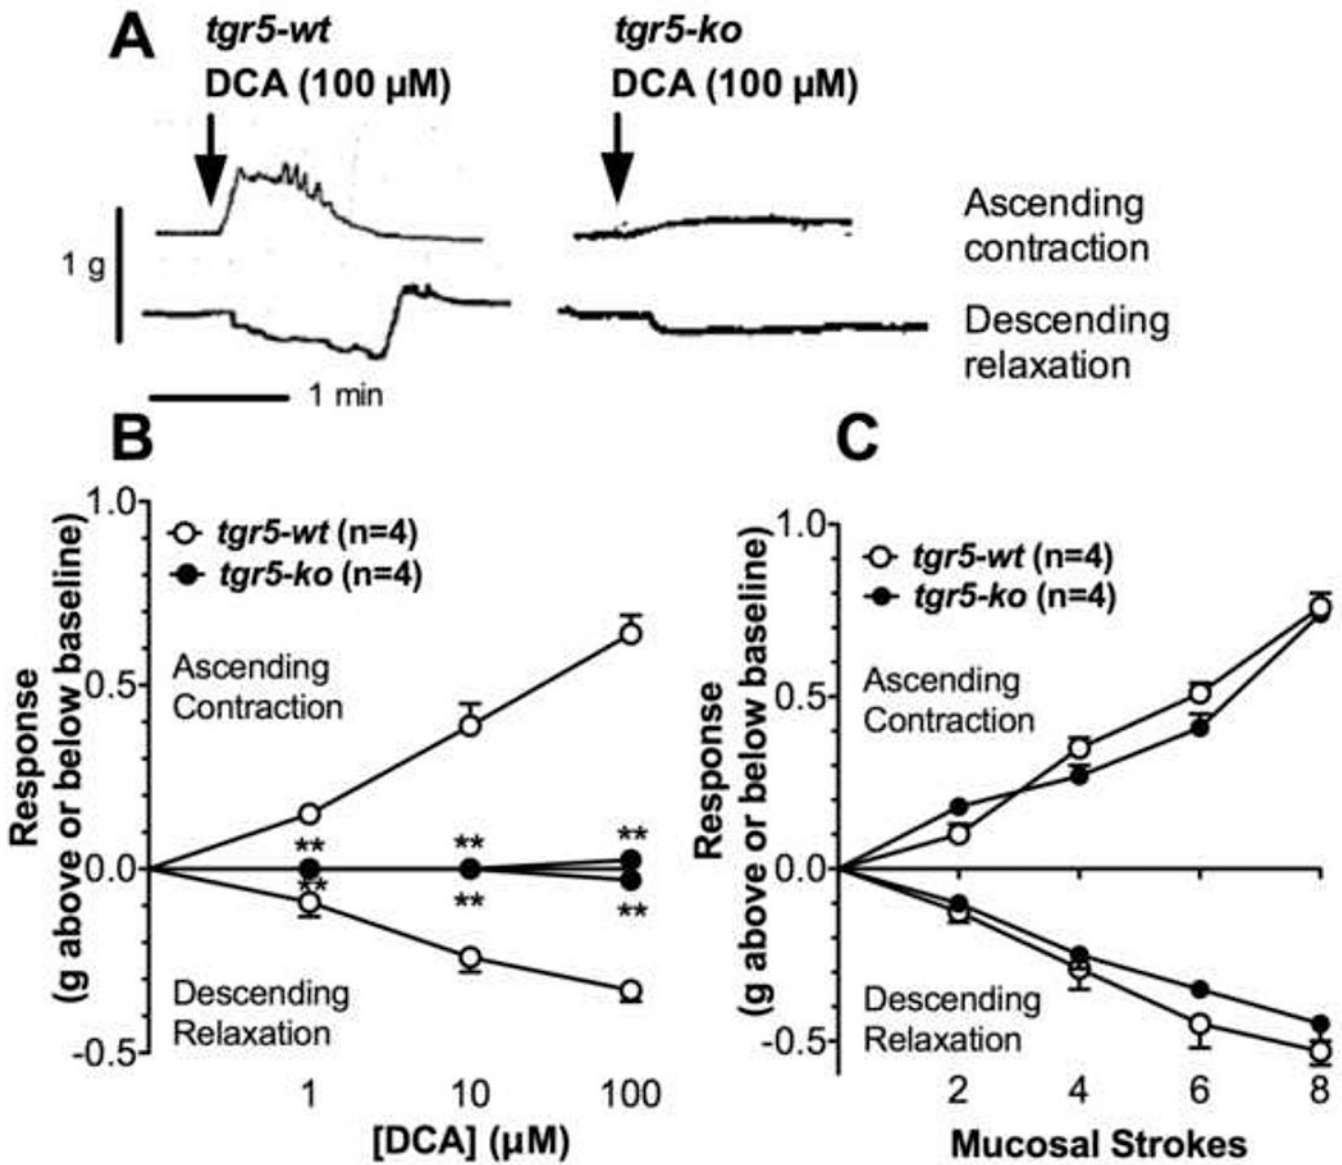 A
tgr5-wt
DCA (100 µM)
tgr5-ko
DCA (100 µM)
1 g
Ascending
contraction
Descending
relaxation
1 min
B
Response
(g above or below baseline)
1.0
0.5
0.0
-0.5
tgr5-wt (n=4)
tgr5-ko (n=4)
Ascending
Contraction
**
**
**
**
**
**
Descending
Relaxation
1 10 100
[DCA] (µM)
C
Response
(g above or below baseline)
1.0
0.5
0.0
-0.5
tgr5-wt (n=4)
tgr5-ko (n=4)
Ascending
Contraction
Descending
Relaxation
2 4 6 8
Mucosal Strokes